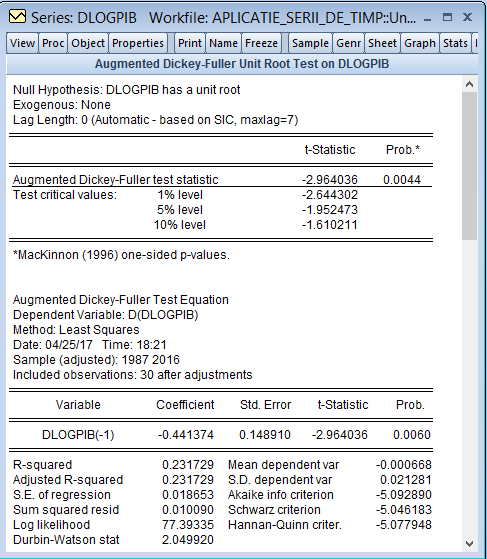 Series: DLOGPIB Workfile: APLICATIE_SERII_DE_TIMP::Un...
View Proc Object Properties Print Name Freeze Sample Genr Sheet Graph Stats
Augmented Dickey-Fuller Unit Root Test on DLOGPIB
Null Hypothesis: DLOGPIB has a unit root
Exogenous: None
Lag Length: 0 (Automatic - based on SIC, maxlag=7)
t-Statistic Prob.*
Augmented Dickey-Fuller test statistic -2.964036 0.0044
Test critical values: 1% level -2.644302
5% level -1.952473
10% level -1.610211
*MacKinnon (1996) one-sided p-values.
Augmented Dickey-Fuller Test Equation
Dependent Variable: D(DLOGPIB)
Method: Least Squares
Date: 04/25/17 Time: 18:21
Sample (adjusted): 1987 2016
Included observations: 30 after adjustments
Variable Coefficient Std. Error t-Statistic Prob.
DLOGPIB(-1) -0.441374 0.148910 -2.964036 0.0060
R-squared 0.231729 Mean dependent var -0.000668
Adjusted R-squared 0.231729 S.D. dependent var 0.021281
S.E. of regression 0.018653 Akaike info criterion -5.092890
Sum squared resid 0.010090 Schwarz criterion -5.046183
Log likelihood 77.39335 Hannan-Quinn criter. -5.077948
Durbin-Watson stat 2.049920